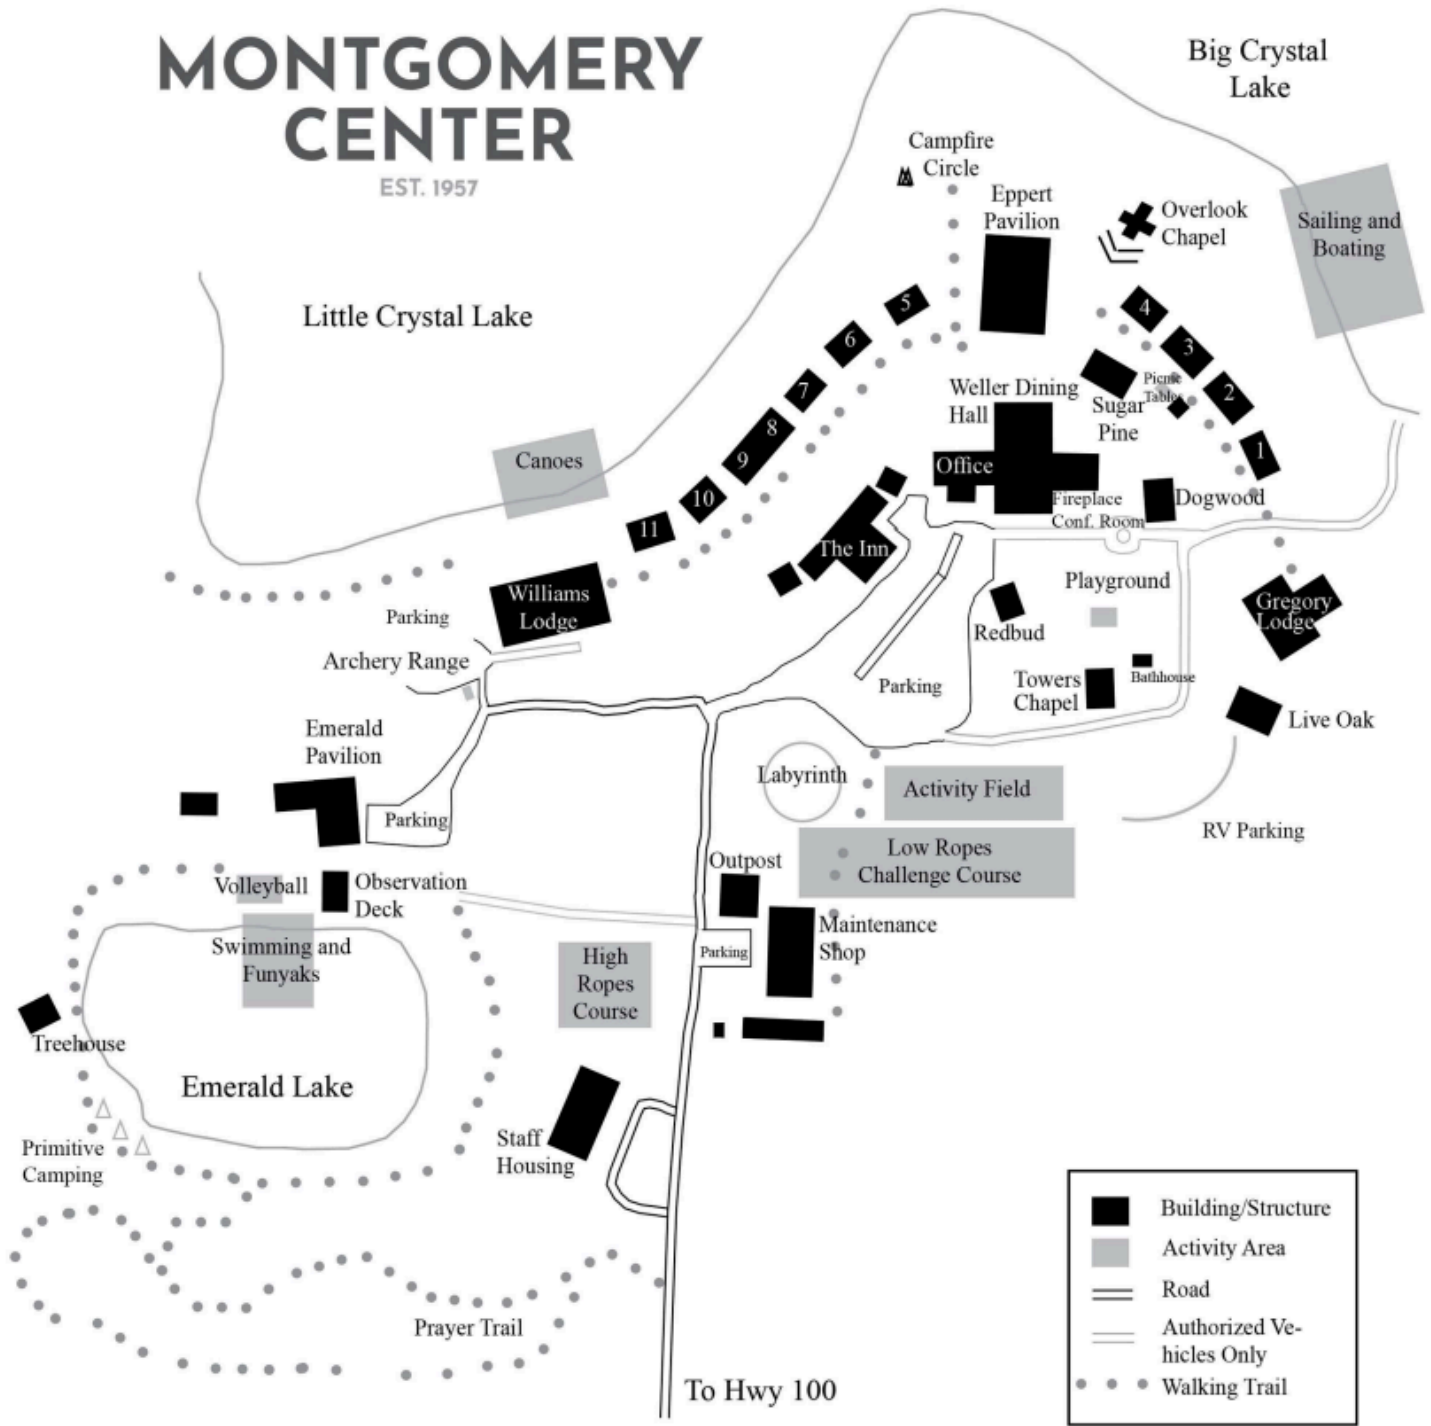 MONTGOMERY
CENTER
EST. 1957
Big Crystal
Lake
Campfire
Circle
Eppert
Pavilion
Overlook
Chapel
Sailing and
Boating
Little Crystal Lake
5
6
7
8
9
10
11
4
3
2
1
Weller Dining
Hall
Sugar
Pine
Picnic
Tables
Canoes
Office
Fireplace
Conf. Room
Dogwood
The Inn
Williams
Lodge
Playground
Gregory
Lodge
Parking
Archery Range
Redbud
Parking
Towers
Chapel
Bathhouse
Live Oak
Emerald
Pavilion
Labyrinth
Activity Field
Parking
RV Parking
Low Ropes
Challenge Course
Outpost
Volleyball
Observation
Deck
Maintenance
Shop
Swimming and
Funyaks
High
Ropes
Course
Parking
Treehouse
Emerald Lake
Primitive
Camping
Staff
Housing
Prayer Trail
To Hwy 100
Building/Structure
Activity Area
Road
Authorized Ve-
hicles Only
Walking Trail